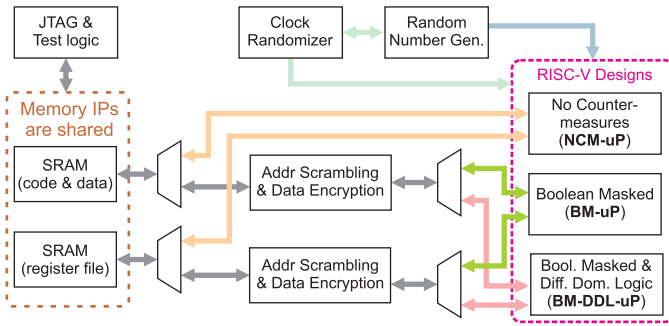 JTAG &
Test logic
Clock
Randomizer
Random
Number Gen.
RISC-V Designs
Memory IPs
are shared
No Counter-
measures
(NCM-uP)
SRAM
(code & data)
Addr Scrambling
& Data Encryption
Boolean Masked
(BM-uP)
SRAM
(register file)
Addr Scrambling
& Data Encryption
Bool. Masked &
Diff. Dom. Logic
(BM-DDL-uP)